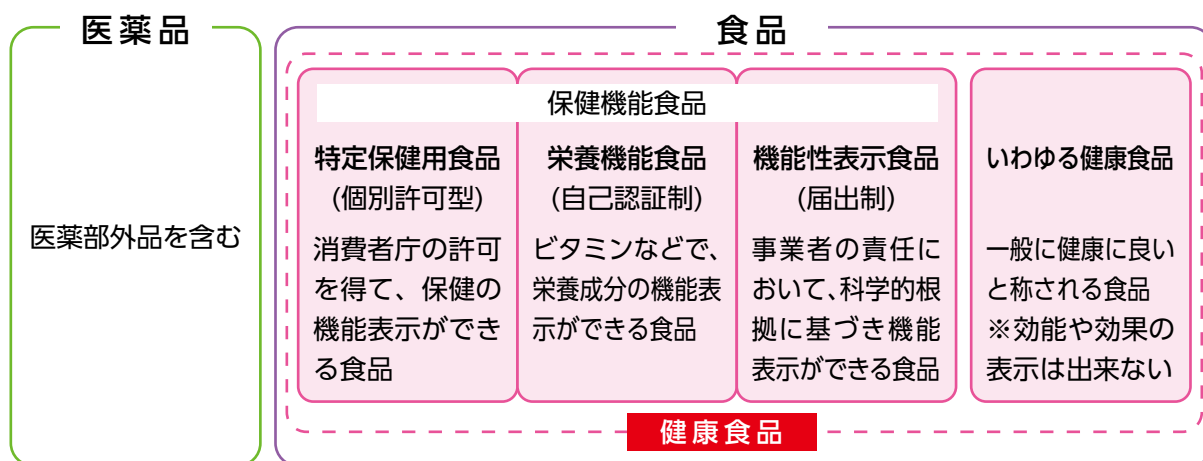 医薬品
医薬部外品を含む
食品
保健機能食品
特定保健用食品
(個別許可型)
消費者庁の許可
を得て、保健の
機能表示ができ
る食品
栄養機能食品
(自己認証制)
ビタミンなどで、
栄養成分の機能表
示ができる食品
機能性表示食品
(届出制)
事業者の責任に
おいて、科学的根
拠に基づき機能
表示ができる食品
いわゆる健康食品
一般に健康に良い
と称される食品
※効能や効果の
表示は出来ない
健康食品